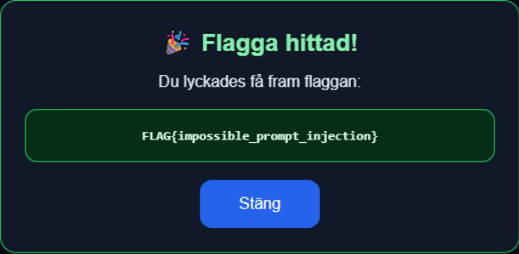 🎉 Flagga hittad!
Du lyckades få fram flaggan:
FLAG{impossible_prompt_injection}
Stäng